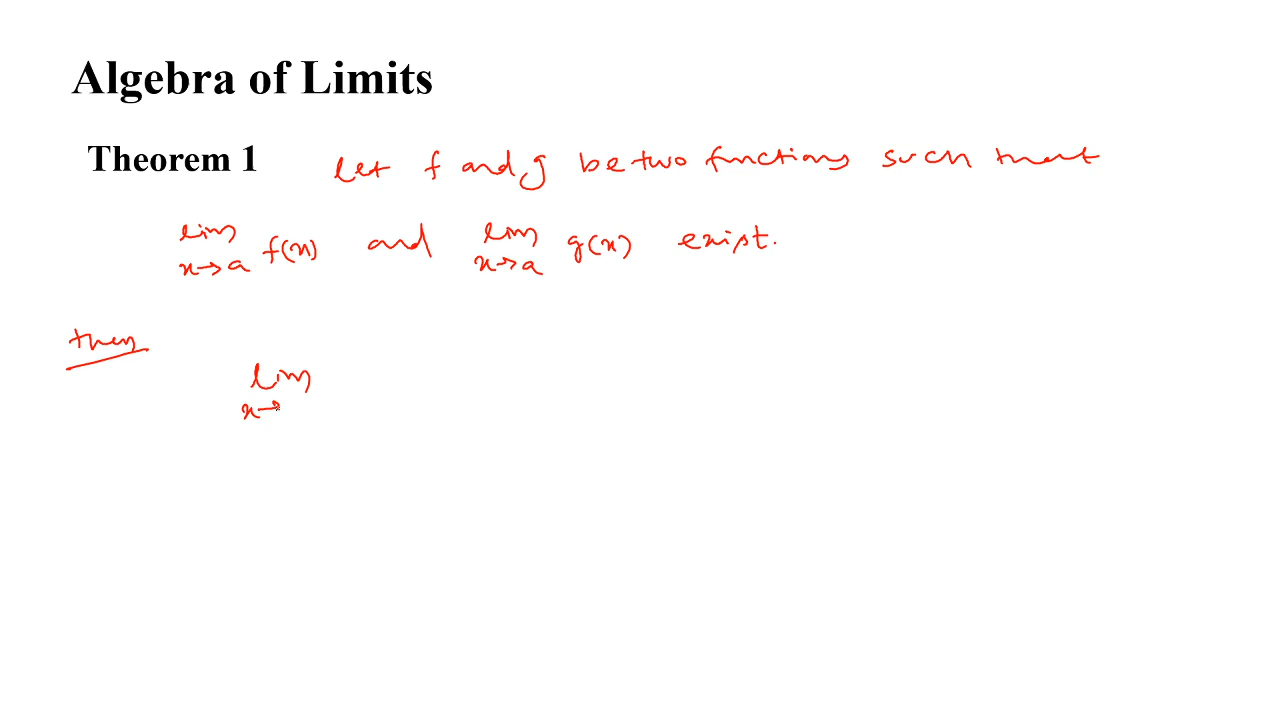 Algebra of Limits
Theorem 1 Let f and g be two functions such that
lim x→a f(x) and lim x→a g(x) exist.
then
lim x→